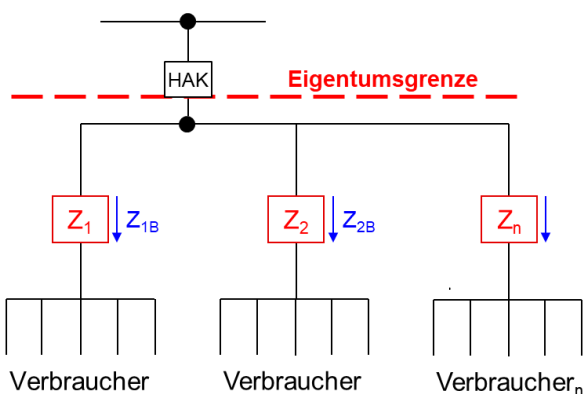 HAK
Eigentumsgrenze
Z₁
Z₁B
Z₂
Z₂B
Zₙ
Verbraucher
Verbraucher
Verbraucherₙ